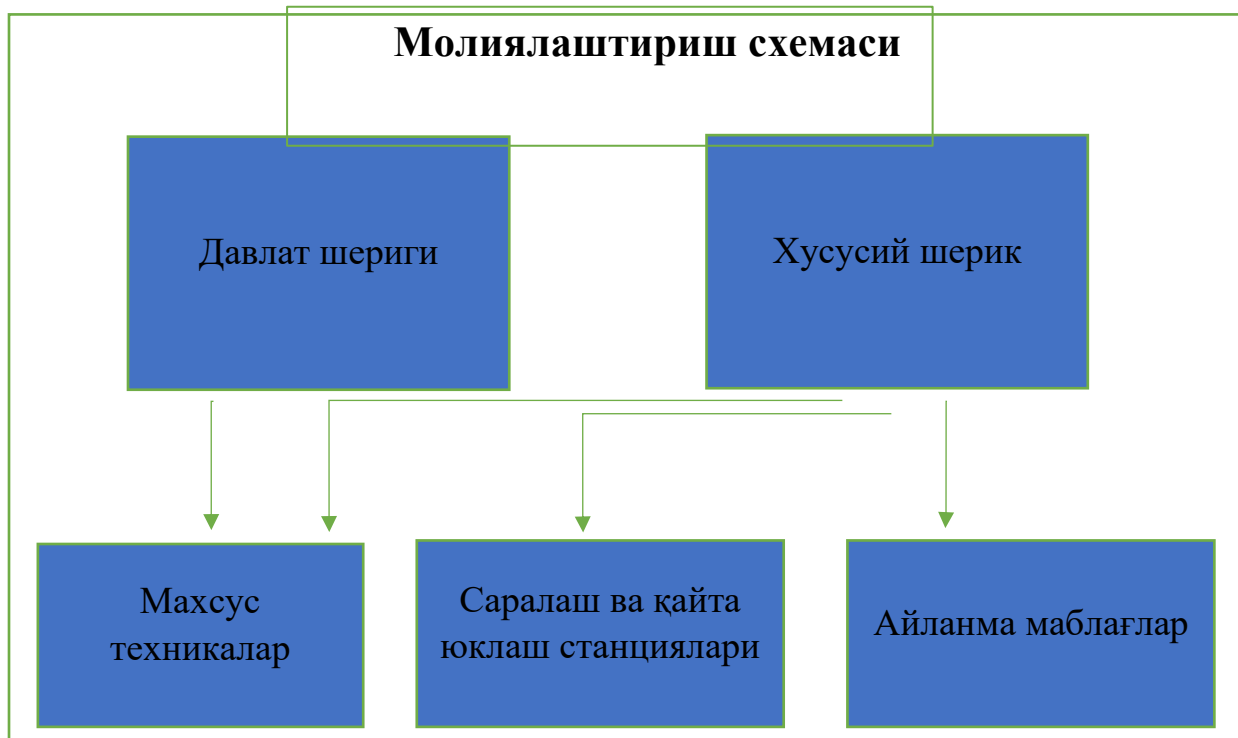 Молиялаштириш схемаси
Давлат шериги
Хусусий шерик
Махсус
техникалар
Саралаш ва қайта
юклаш станциялари
Айланма маблағлар